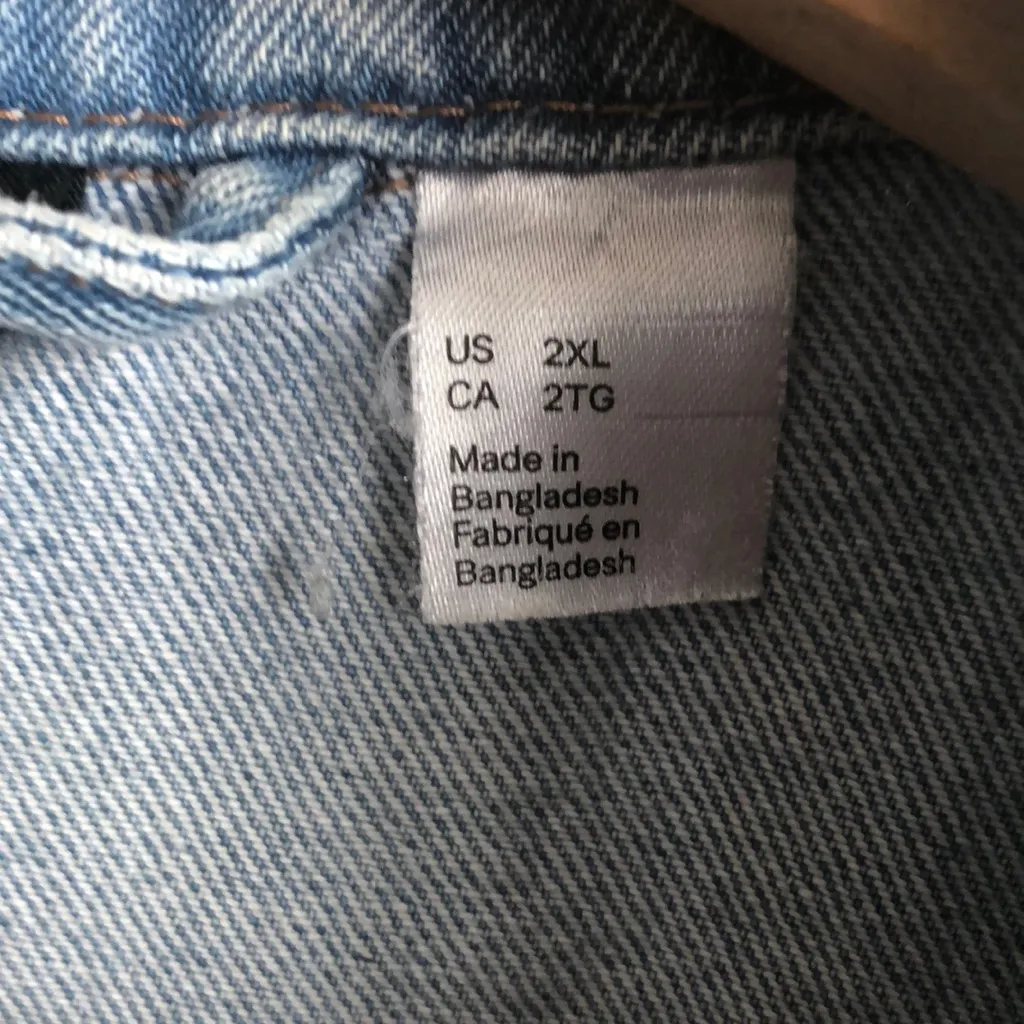 US 2XL
CA 2TG
Made in
Bangladesh
Fabriqué en
Bangladesh